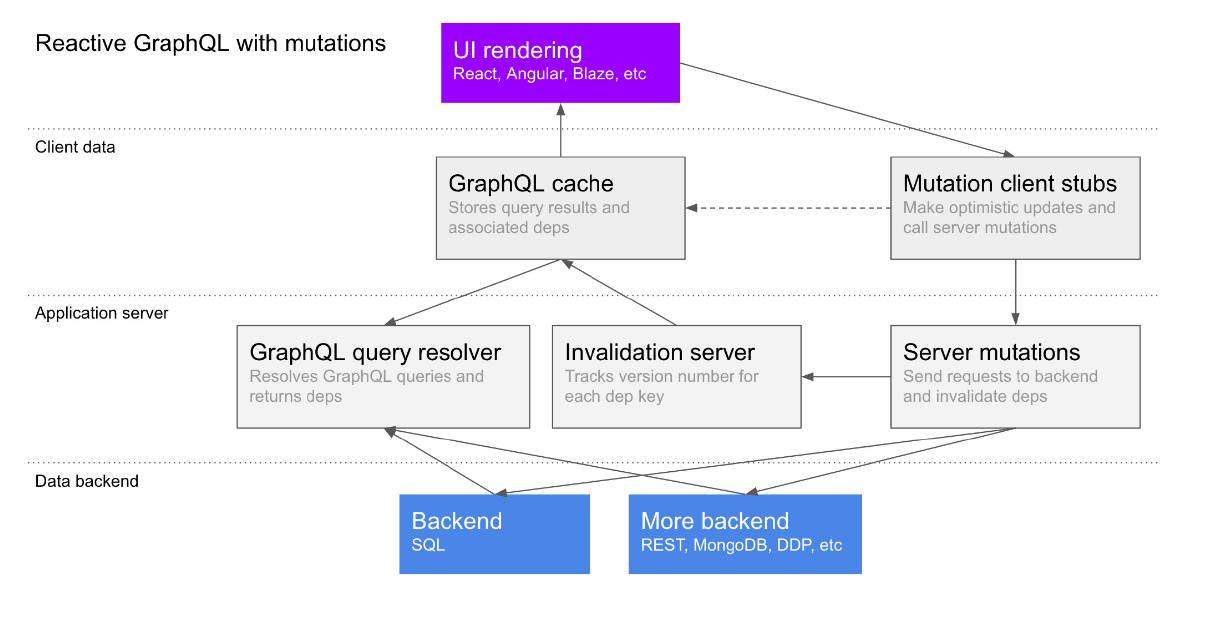 Reactive GraphQL with mutations
UI rendering
React, Angular, Blaze, etc
Client data
GraphQL cache
Stores query results and
associated deps
Mutation client stubs
Make optimistic updates and
call server mutations
Application server
GraphQL query resolver
Resolves GraphQL queries and
returns deps
Invalidation server
Tracks version number for
each dep key
Server mutations
Send requests to backend
and invalidate deps
Data backend
Backend
SQL
More backend
REST, MongoDB, DDP, etc